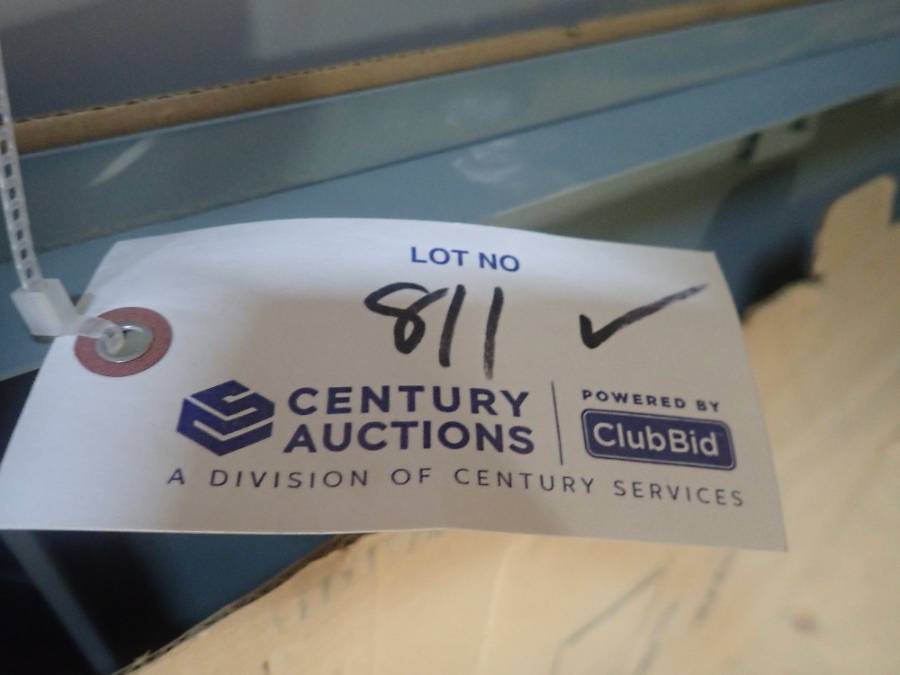 LOT NO
811 ✓
CENTURY
AUCTIONS
POWERED BY
ClubBid
A DIVISION OF CENTURY SERVICES